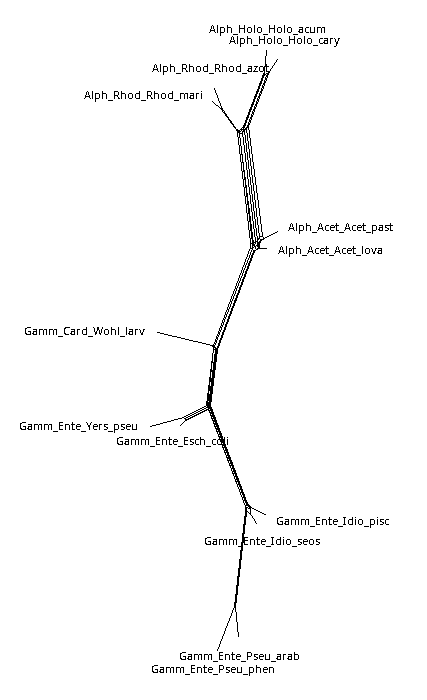 Alph_Holo_Holo_acum
Alph_Holo_Holo_cary
Alph_Rhod_Rhod_azot
Alph_Rhod_Rhod_mari
Alph_Acet_Acet_past
Alph_Acet_Acet_lova
Gamm_Card_Wohl_larv
Gamm_Ente_Yers_pseu
Gamm_Ente_Esch_coli
Gamm_Ente_Idio_pisc
Gamm_Ente_Idio_seos
Gamm_Ente_Pseu_arab
Gamm_Ente_Pseu_phen